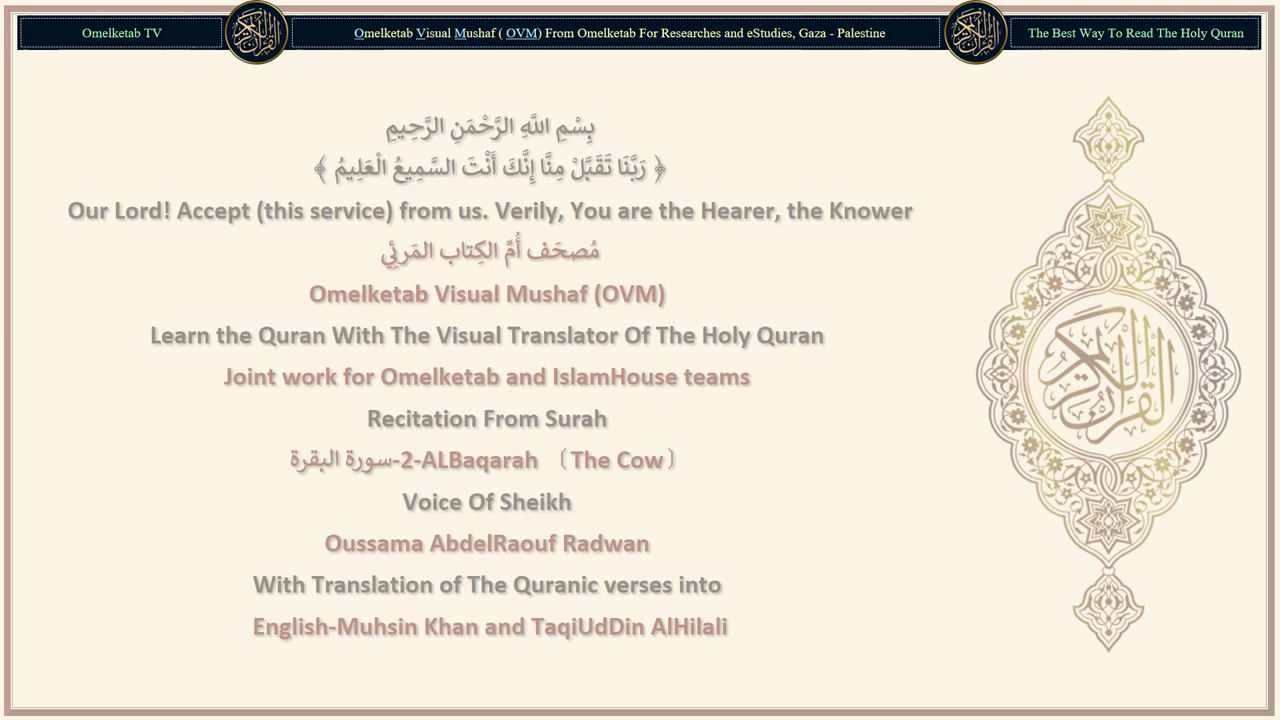 Omelketab TV
Omelketab Visual Mushaf ( OVM) From Omelketab For Researches and eStudies, Gaza - Palestine
The Best Way To Read The Holy Quran
بِسْمِ اللَّهِ الرَّحْمَنِ الرَّحِيمِ
﴿ رَبَّنَا تَقَبَّلْ مِنَّا إِنَّكَ أَنْتَ السَّمِيعُ الْعَلِيمُ ﴾
Our Lord! Accept (this service) from us. Verily, You are the Hearer, the Knower
مُصحَف أُمِّ الكِتاب المَرئِي
Omelketab Visual Mushaf (OVM)
Learn the Quran With The Visual Translator Of The Holy Quran
Joint work for Omelketab and IslamHouse teams
Recitation From Surah
سورة البقرة-2-ALBaqarah 〔The Cow〕
Voice Of Sheikh
Oussama AbdelRaouf Radwan
With Translation of The Quranic verses into
English-Muhsin Khan and TaqiUdDin AlHilali
القرآن الكريم